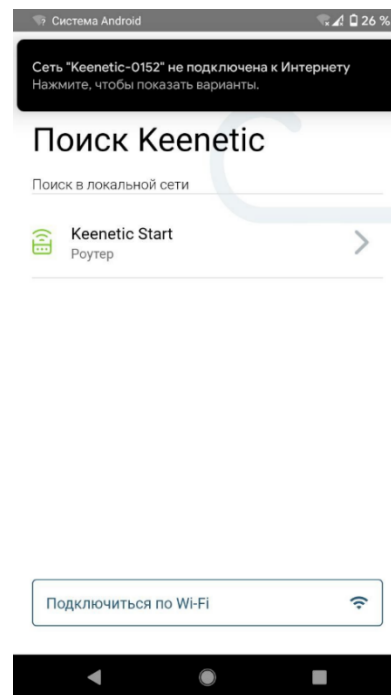 Система Android
26 %
Сеть "Keenetic-0152" не подключена к Интернету
Нажмите, чтобы показать варианты.
Поиск Keenetic
Поиск в локальной сети
Keenetic Start
Роутер
Подключиться по Wi-Fi